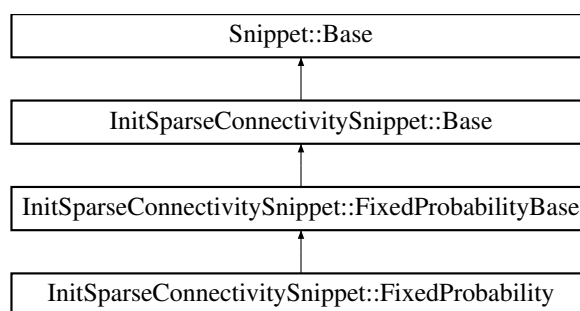 Snippet::Base
InitSparseConnectivitySnippet::Base
InitSparseConnectivitySnippet::FixedProbabilityBase
InitSparseConnectivitySnippet::FixedProbability